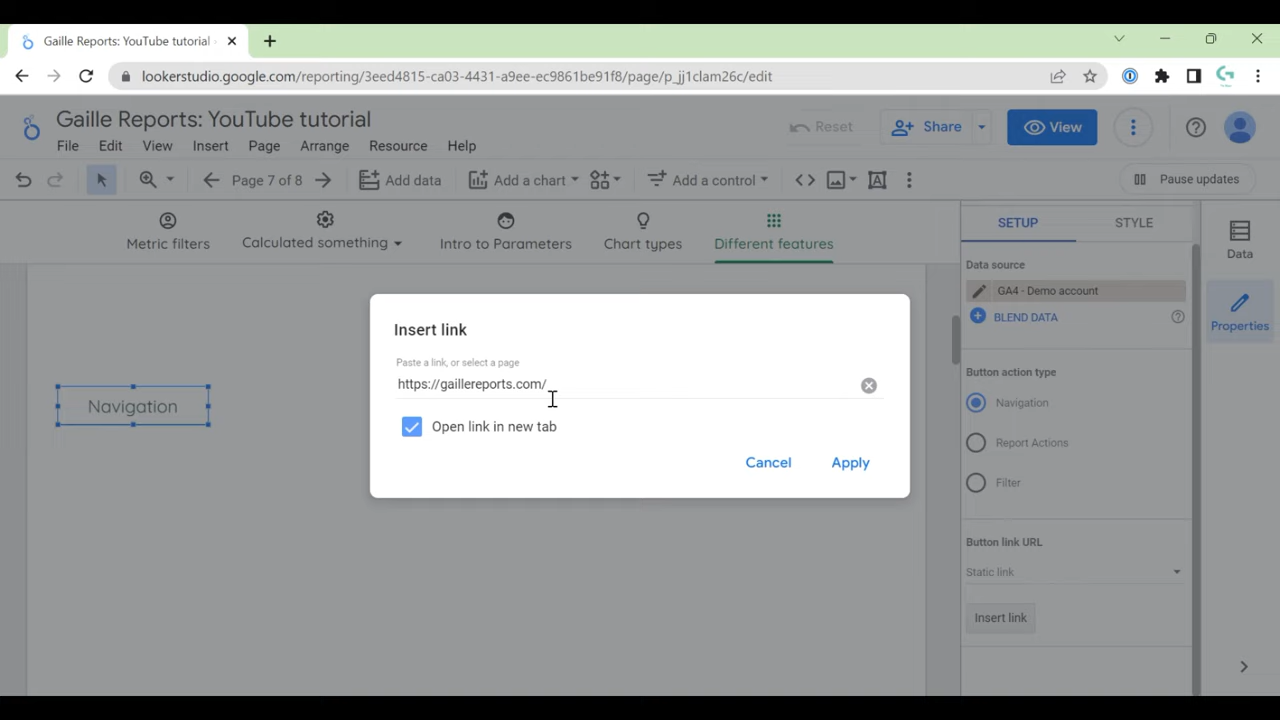 Gaille Reports: YouTube tutorial
lookerstudio.google.com/reporting/3eed4815-ca03-4431-a9ee-ec9861be91f8/page/p_jj1clam26c/edit
Gaille Reports: YouTube tutorial
Reset
Share
View
File Edit View Insert Page Arrange Resource Help
Page 7 of 8
Add data
Add a chart
Add a control
Pause updates
Metric filters
Calculated something
Intro to Parameters
Chart types
Different features
SETUP
STYLE
Data
Properties
Data source
GA4 - Demo account
BLEND DATA
Button action type
Navigation
Report Actions
Filter
Button link URL
Static link
Insert link
Navigation
Insert link
Paste a link, or select a page
https://gaillereports.com/
Open link in new tab
Cancel
Apply